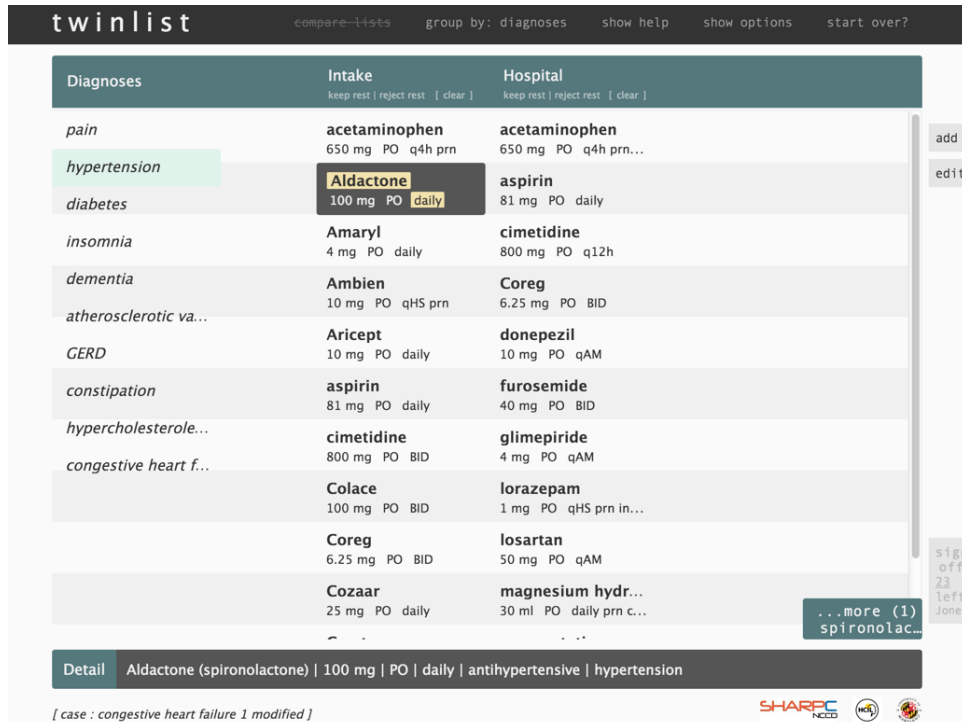 twinlist
compare lists group by: diagnoses show help show options start over?
Diagnoses
Intake
keep rest | reject rest [ clear ]
Hospital
keep rest | reject rest [ clear ]
pain
hypertension
diabetes
insomnia
dementia
atherosclerotic va...
GERD
constipation
hypercholesterole...
congestive heart f...
acetaminophen
650 mg PO q4h prn
Aldactone
100 mg PO daily
Amaryl
4 mg PO daily
Ambien
10 mg PO qHS prn
Aricept
10 mg PO daily
aspirin
81 mg PO daily
cimetidine
800 mg PO BID
Colace
100 mg PO BID
Coreg
6.25 mg PO BID
Cozaar
25 mg PO daily
acetaminophen
650 mg PO q4h prn...
aspirin
81 mg PO daily
cimetidine
800 mg PO q12h
Coreg
6.25 mg PO BID
donepezil
10 mg PO qAM
furosemide
40 mg PO BID
glimepiride
4 mg PO qAM
lorazepam
1 mg PO qHS prn in...
losartan
50 mg PO qAM
magnesium hydr...
30 ml PO daily prn c...
add
edit
sig
off
23
left
Jone
...more (1)
spironolac...
Detail Aldactone (spironolactone) | 100 mg | PO | daily | antihypertensive | hypertension
[ case : congestive heart failure 1 modified ]
SHARPC
NCCD
HCIL